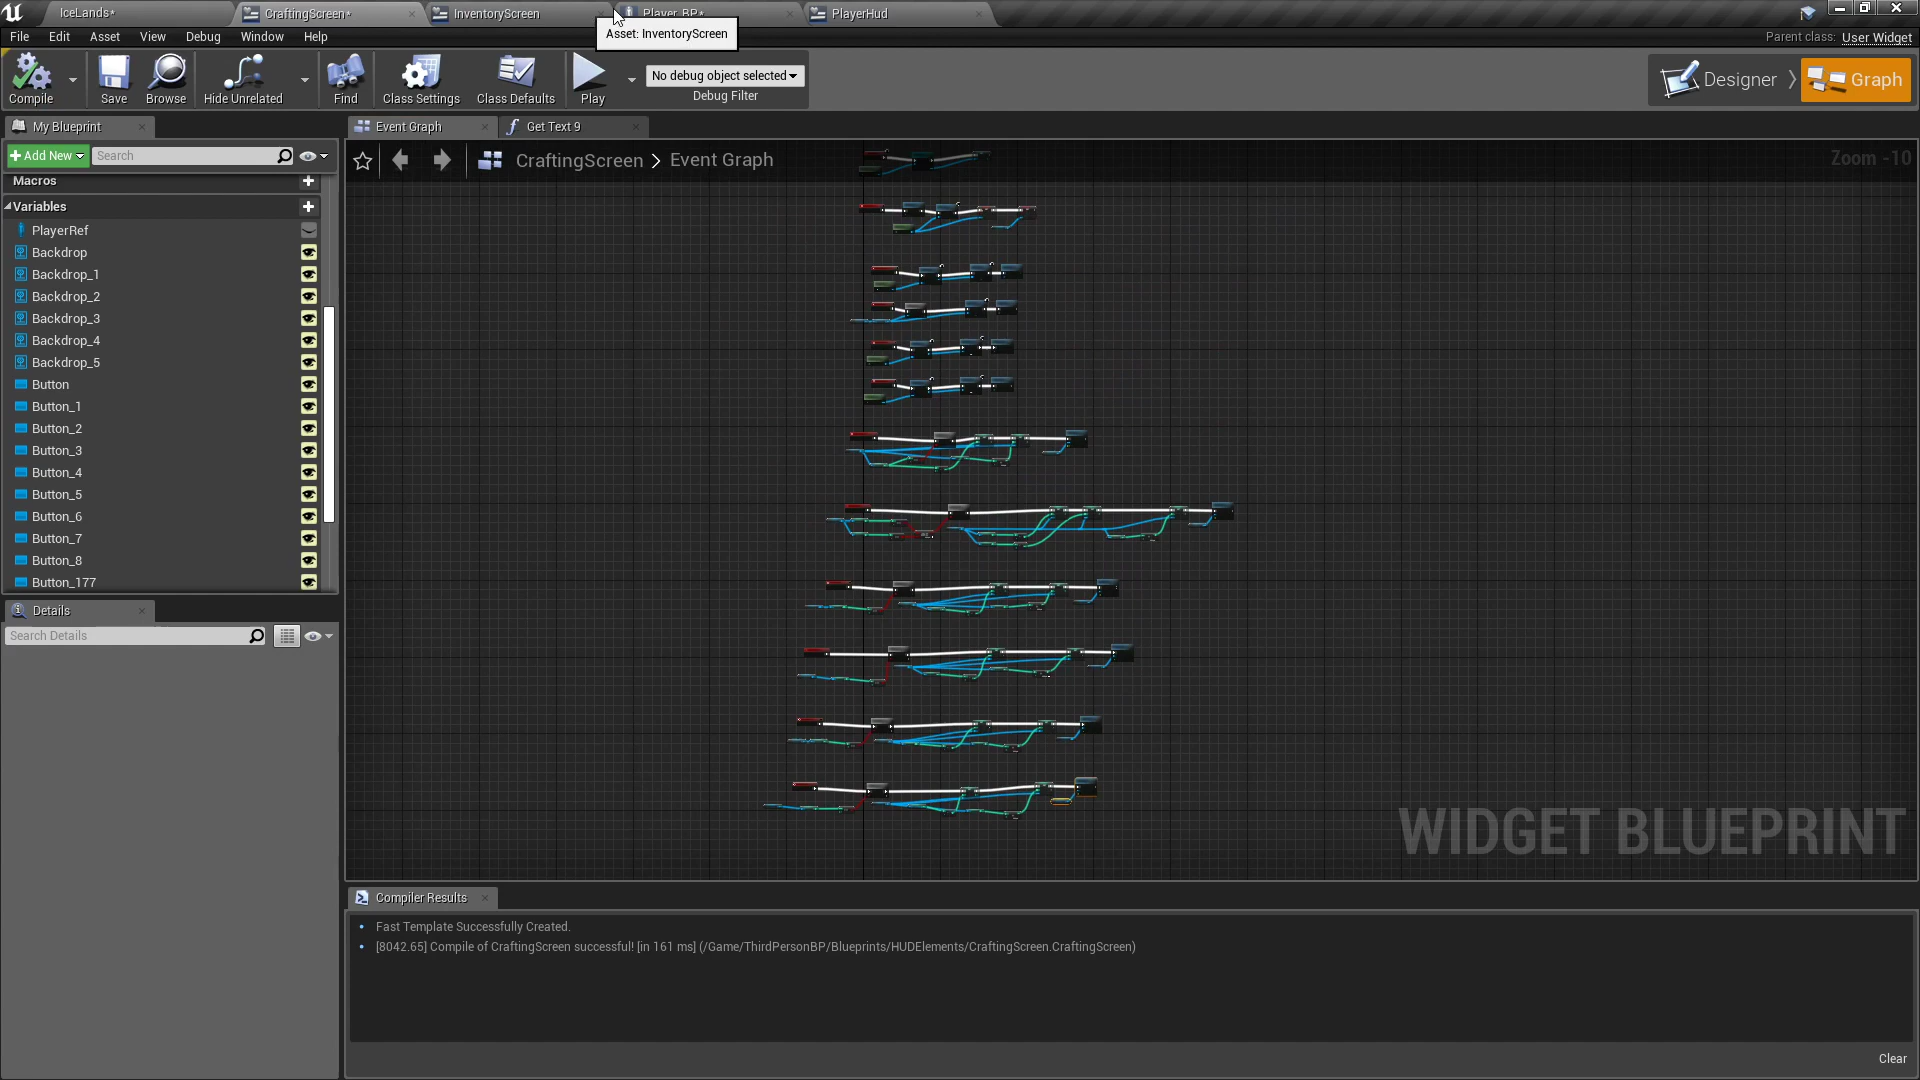 IceLands*
CraftingScreen*
InventoryScreen
Player_BP*
PlayerHud
Asset: InventoryScreen
File
Edit
Asset
View
Debug
Window
Help
Parent class: User Widget
Compile
Save
Browse
Hide Unrelated
Find
Class Settings
Class Defaults
Play
No debug object selected
Debug Filter
Designer
Graph
My Blueprint
Event Graph
Get Text 9
Add New
Search
CraftingScreen > Event Graph
Zoom -10
Macros
Variables
PlayerRef
Backdrop
Backdrop_1
Backdrop_2
Backdrop_3
Backdrop_4
Backdrop_5
Button
Button_1
Button_2
Button_3
Button_4
Button_5
Button_6
Button_7
Button_8
Button_177
Details
Search Details
WIDGET BLUEPRINT
Compiler Results
Fast Template Successfully Created.
[8042.65] Compile of CraftingScreen successful! [in 161 ms] (/Game/ThirdPersonBP/Blueprints/HUDElements/CraftingScreen.CraftingScreen)
Clear